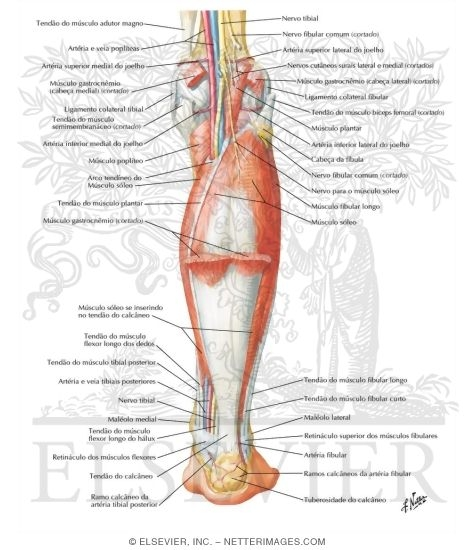 Tendão do músculo adutor magno
Artéria e veia poplíteas
Artéria superior medial do joelho
Músculo gastrocnêmio
(cabeça medial) (cortado)
Ligamento colateral tibial
Tendão do músculo
semimembranáceo (cortado)
Artéria inferior medial do joelho
Músculo poplíteo
Arco tendíneo do
Músculo sóleo
Tendão do músculo plantar
Músculo gastrocnêmio (cortado)
Músculo sóleo se inserindo
no tendão do calcâneo
Tendão do músculo
flexor longo dos dedos
Tendão do músculo tibial posterior
Artéria e veia tibiais posteriores
Nervo tibial
Maléolo medial
Tendão do músculo
flexor longo do hálux
Retináculo dos músculos flexores
Tendão do calcâneo
Ramo calcâneo da
artéria tibial posterior
Nervo tibial
Nervo fibular comum (cortado)
Artéria superior lateral do joelho
Nervos cutâneos surais lateral e medial (cortados)
Músculo gastrocnêmio (cabeça lateral) (cortado)
Ligamento colateral fibular
Tendão do músculo bíceps femoral (cortado)
Músculo plantar
Artéria inferior lateral do joelho
Cabeça da fíbula
Nervo fibular comum (cortado)
Nervo para o músculo sóleo
Músculo fibular longo
Músculo sóleo
Tendão do músculo fibular longo
Tendão do músculo fibular curto
Maléolo lateral
Retináculo superior dos músculos fibulares
Artéria fibular
Ramos calcâneos da artéria fibular
Tuberosidade do calcâneo
ELSEVIER
f. Netter
© ELSEVIER, INC. – NETTERIMAGES.COM